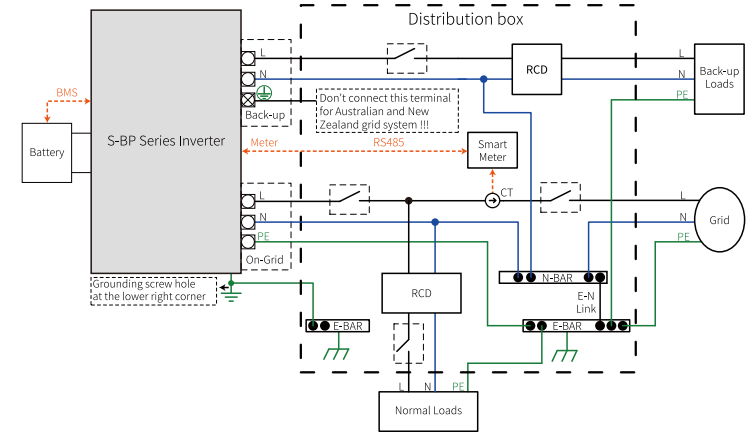 Distribution box
L
N
Back-up
RCD
L
N
PE
Back-up
Loads
BMS
Battery
S-BP Series Inverter
Don't connect this terminal
for Australian and New
Zealand grid system !!!
Meter
RS485
Smart
Meter
CT
L
N
PE
On-Grid
L
N
PE
Grid
Grounding screw hole
at the lower right corner
RCD
N-BAR
E-N
Link
E-BAR
E-BAR
L
N
PE
Normal Loads